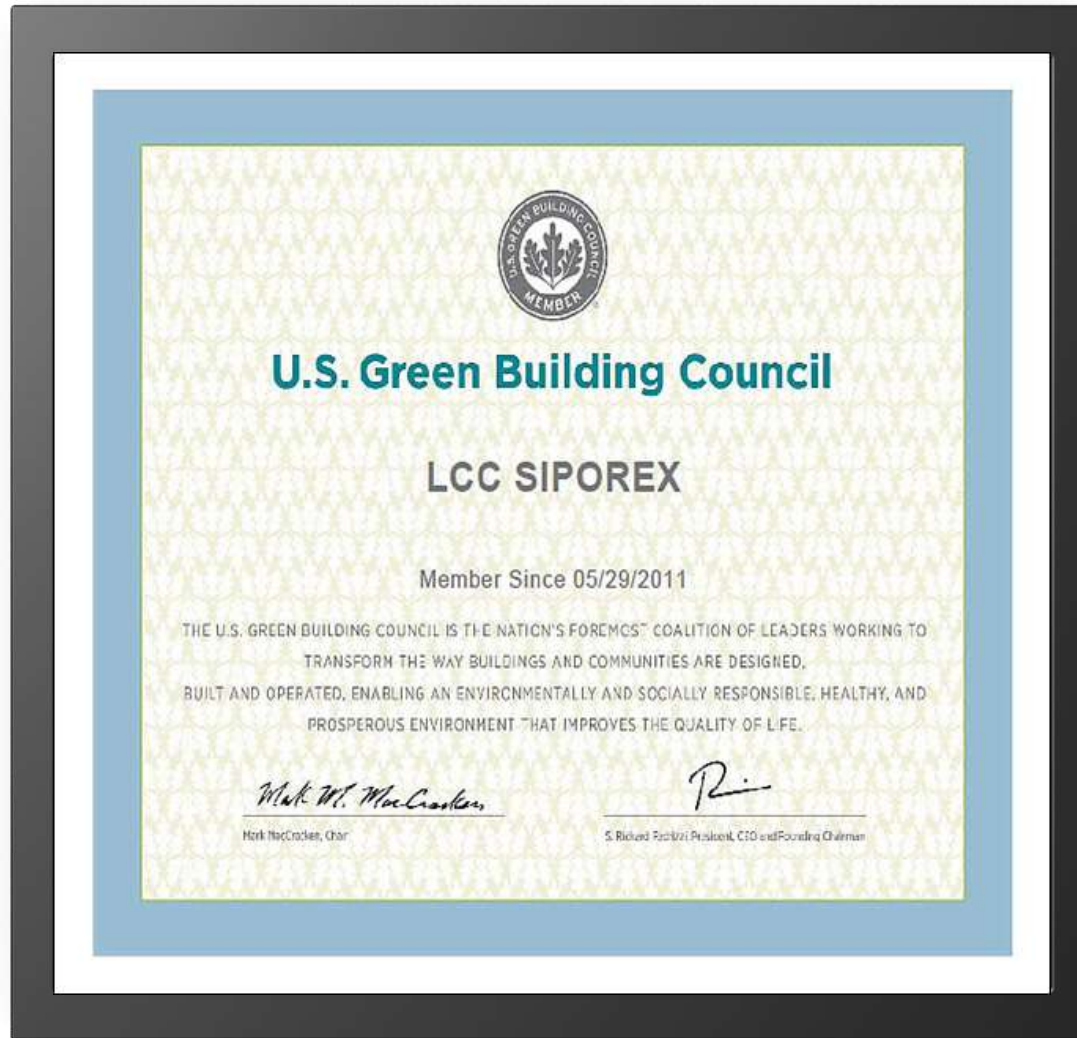 U.S. GREEN BUILDING COUNCIL
MEMBER
U.S. Green Building Council
LCC SIPOREX
Member Since 05/29/2011
THE U.S. GREEN BUILDING COUNCIL IS THE NATION'S FOREMOST COALITION OF LEADERS WORKING TO
TRANSFORM THE WAY BUILDINGS AND COMMUNITIES ARE DESIGNED,
BUILT AND OPERATED, ENABLING AN ENVIRONMENTALLY AND SOCIALLY RESPONSIBLE, HEALTHY, AND
PROSPEROUS ENVIRONMENT THAT IMPROVES THE QUALITY OF LIFE.
Mark M. MacCracken
Mark MacCracken, Chair
S. Richard Fedrizzi President, CEO and Founding Chairman